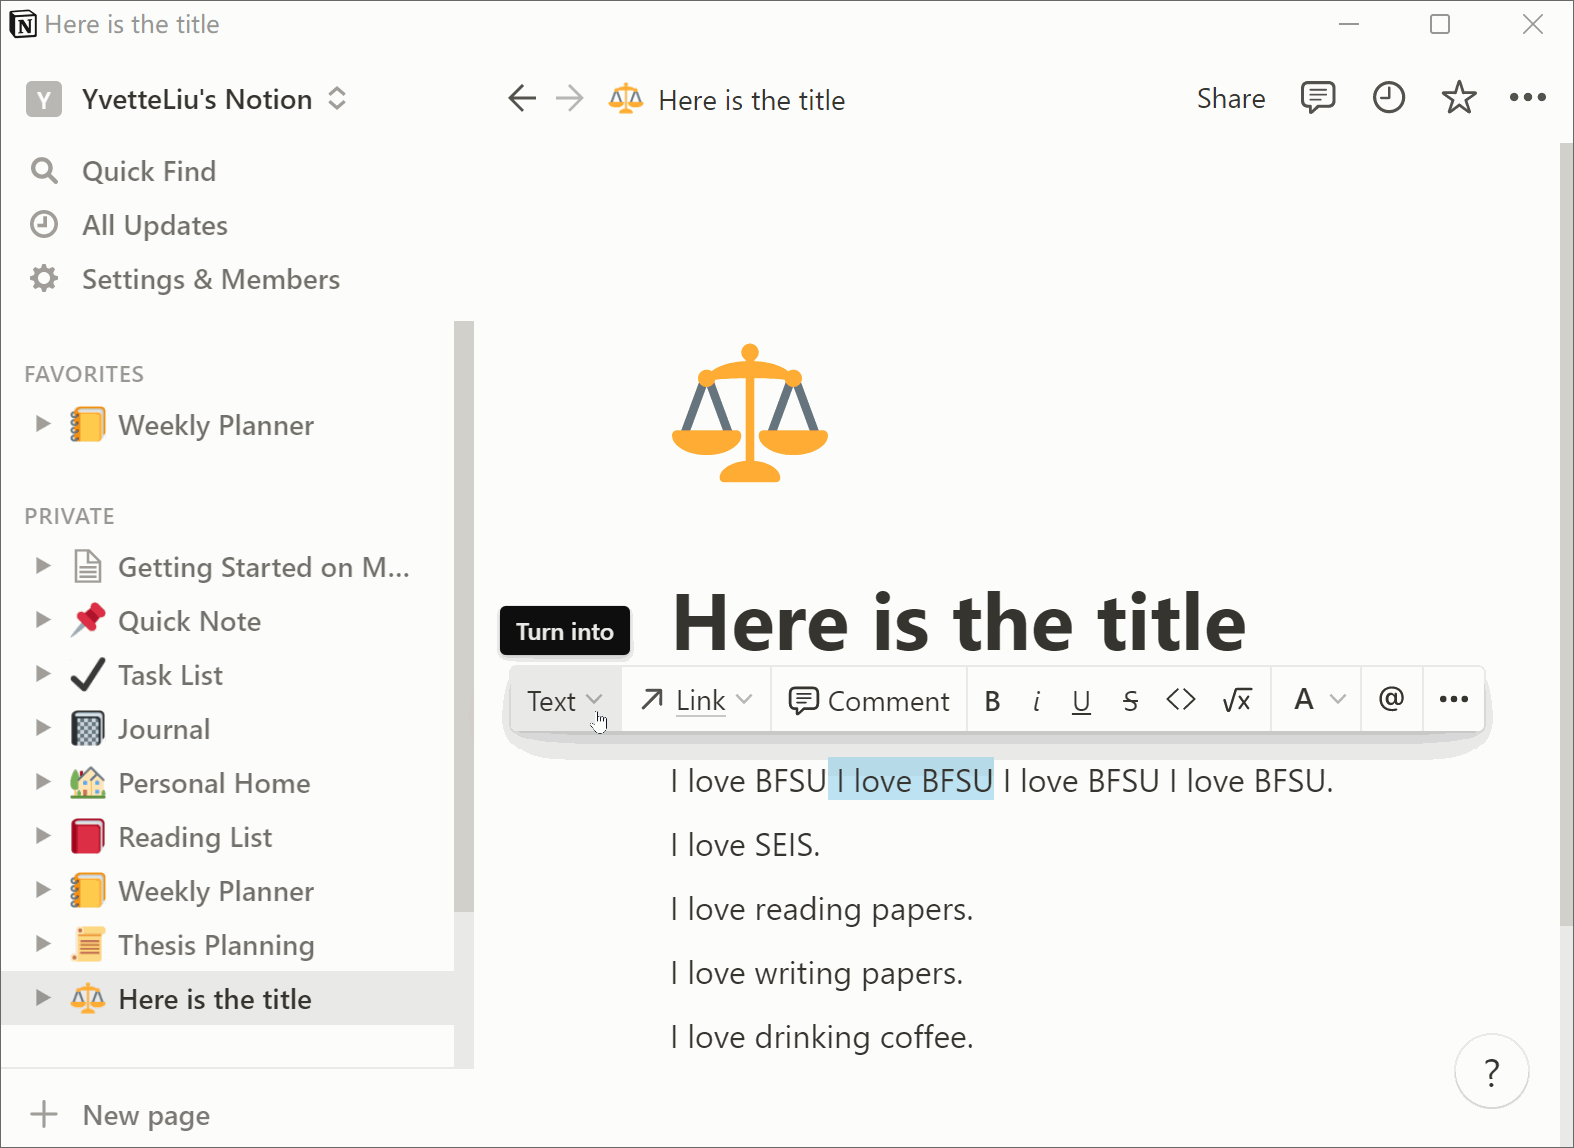 Here is the title
Y YvetteLiu's Notion
Here is the title
Share
Quick Find
All Updates
Settings & Members
FAVORITES
Weekly Planner
PRIVATE
Getting Started on M...
Quick Note
Task List
Journal
Personal Home
Reading List
Weekly Planner
Thesis Planning
Here is the title
New page
Here is the title
Turn into
Text Link Comment B i U S <> √x A @ •••
I love BFSU I love BFSU I love BFSU I love BFSU.
I love SEIS.
I love reading papers.
I love writing papers.
I love drinking coffee.
?